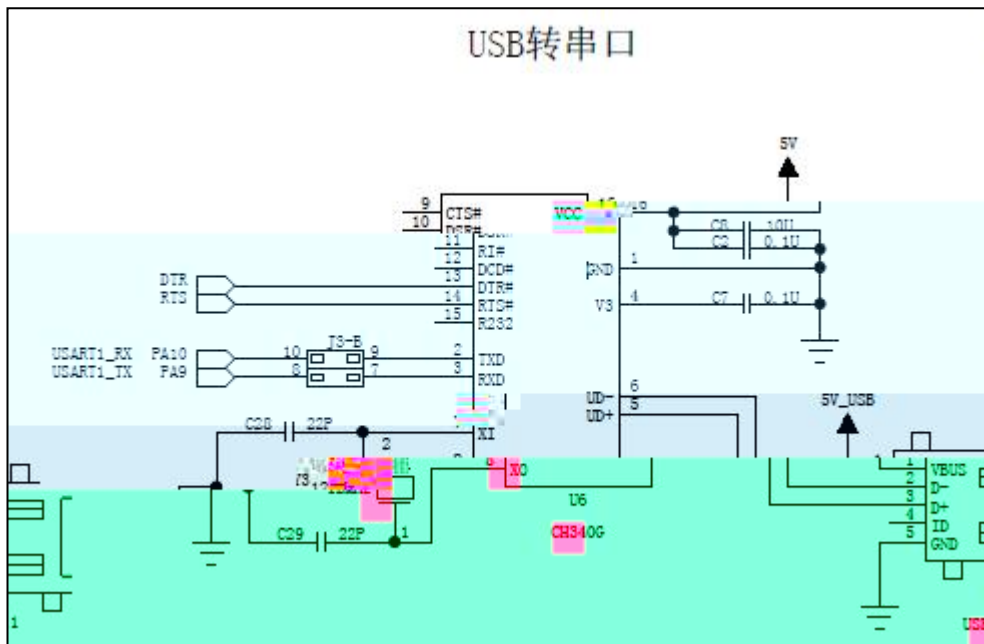 USB转串口
5V
9 CTS# VCC
10
C8 10U
11 C2 0.1U
12 RI#
13 DCD# GND 1
DTR DTR#
RTS 14 RTS# V3 4 C7 0.1U
15 R232
J3-B
USART1_RX PA10 10 9 2 TXD
USART1_TX PA9 8 7 3 RXD
UD- 6
UD+ 5
5V_USB
C28 22P XI
2
XO 1 VBUS
2 D-
U6 3 D+
4 ID
C29 22P 1 CH340G 5 GND
1